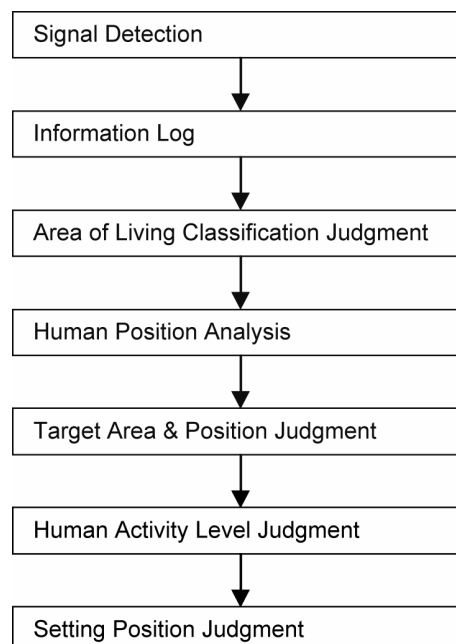 Signal Detection
Information Log
Area of Living Classification Judgment
Human Position Analysis
Target Area & Position Judgment
Human Activity Level Judgment
Setting Position Judgment